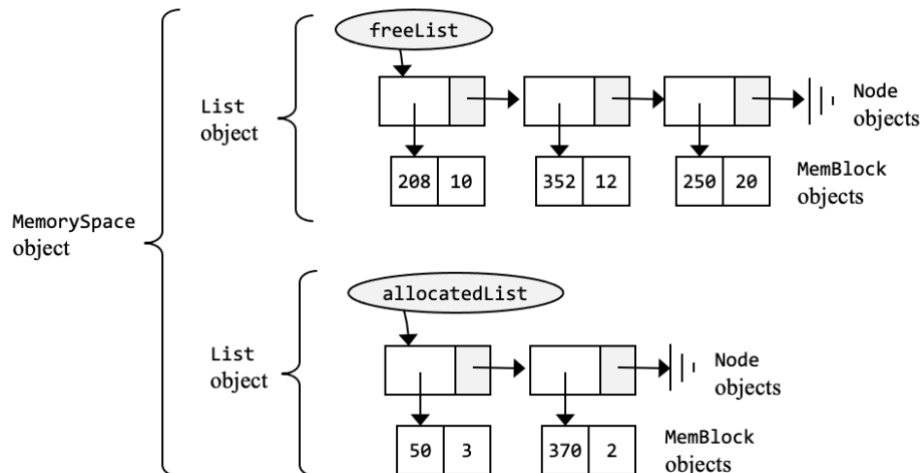 freeList
List
object
Node
objects
208 10 352 12 250 20
MemBlock
objects
MemorySpace
object
allocatedList
List
object
Node
objects
50 3 370 2
MemBlock
objects